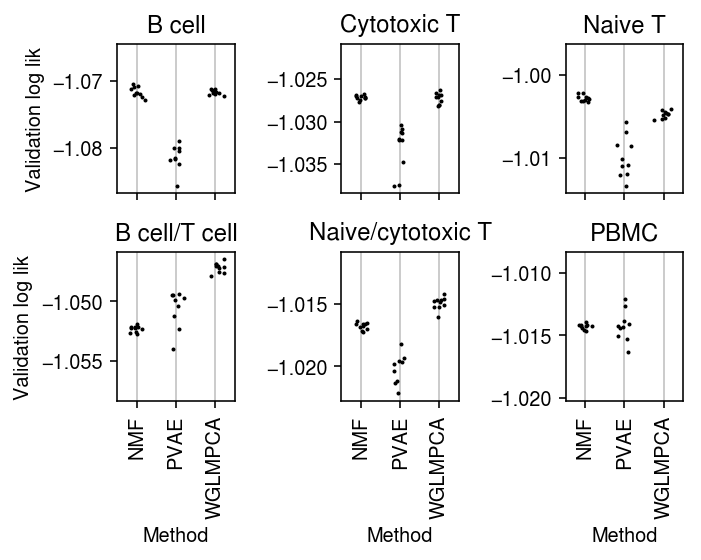 B cell
Cytotoxic T
Naive T
Validation log lik
−1.07
−1.08
−1.025
−1.030
−1.035
−1.00
−1.01
B cell/T cell
Naive/cytotoxic T
PBMC
Validation log lik
−1.050
−1.055
−1.015
−1.020
−1.010
−1.015
−1.020
NMF
PVAE
WGLMPCA
NMF
PVAE
WGLMPCA
NMF
PVAE
WGLMPCA
Method
Method
Method